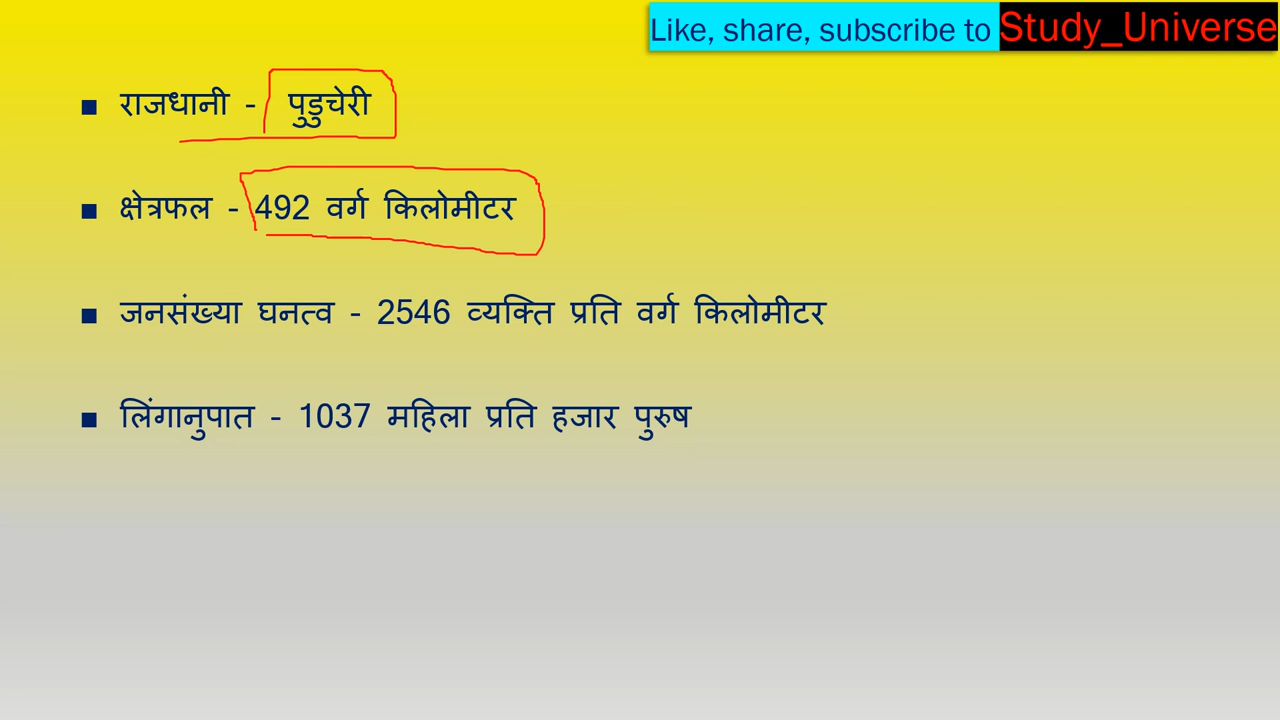 Like, share, subscribe to Study_Universe
▪ राजधानी - पुडुचेरी
▪ क्षेत्रफल - 492 वर्ग किलोमीटर
▪ जनसंख्या घनत्व - 2546 व्यक्ति प्रति वर्ग किलोमीटर
▪ लिंगानुपात - 1037 महिला प्रति हजार पुरुष